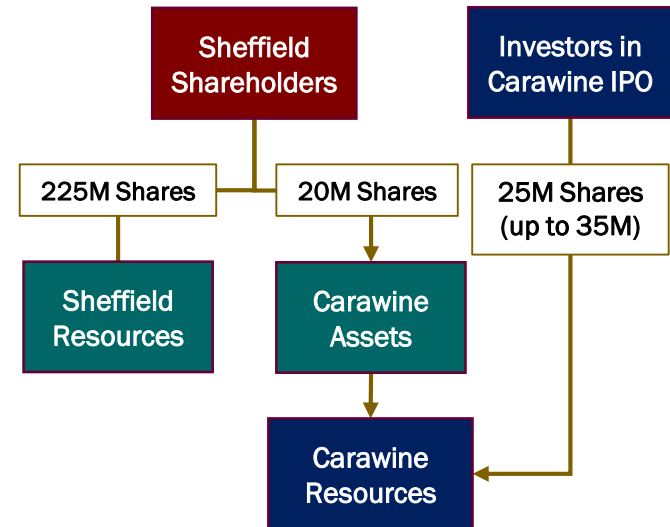 Sheffield
Shareholders
Investors in
Carawine IPO
225M Shares
20M Shares
25M Shares
(up to 35M)
Sheffield
Resources
Carawine
Assets
Carawine
Resources